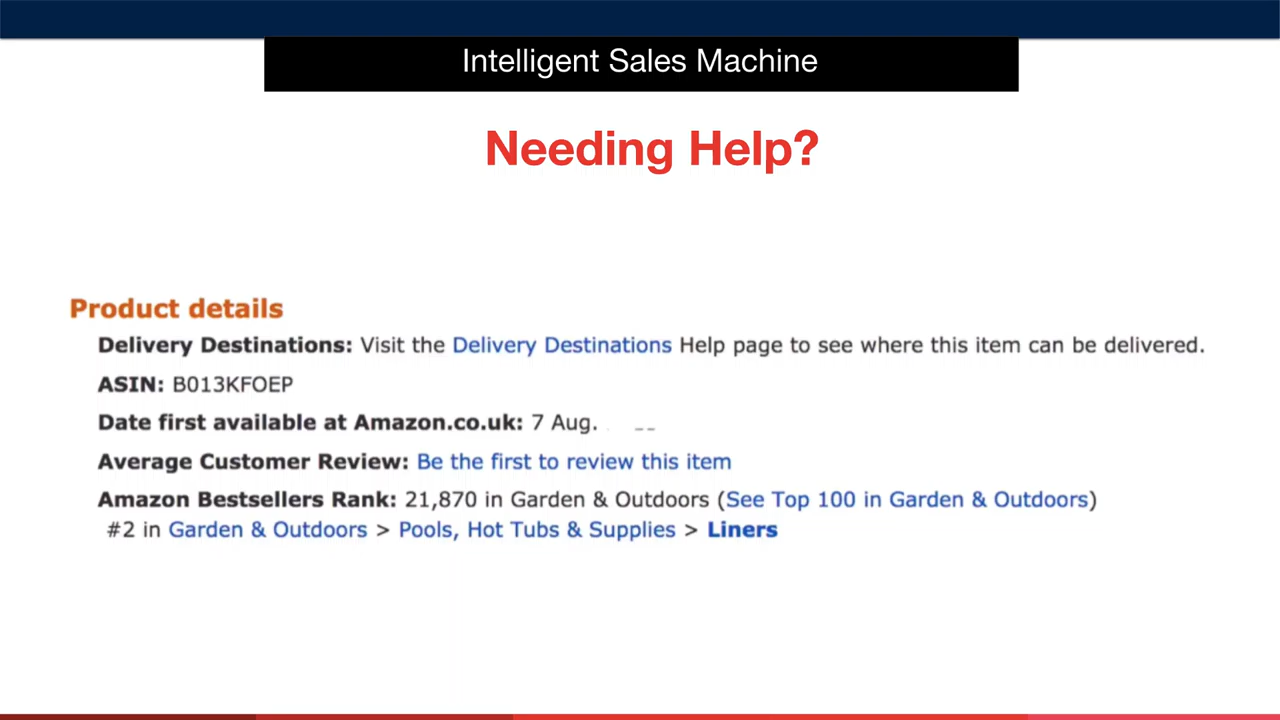 Intelligent Sales Machine
Needing Help?
Product details
Delivery Destinations: Visit the Delivery Destinations Help page to see where this item can be delivered.
ASIN: B013KFOEP
Date first available at Amazon.co.uk: 7 Aug.
Average Customer Review: Be the first to review this item
Amazon Bestsellers Rank: 21,870 in Garden & Outdoors (See Top 100 in Garden & Outdoors)
#2 in Garden & Outdoors > Pools, Hot Tubs & Supplies > Liners